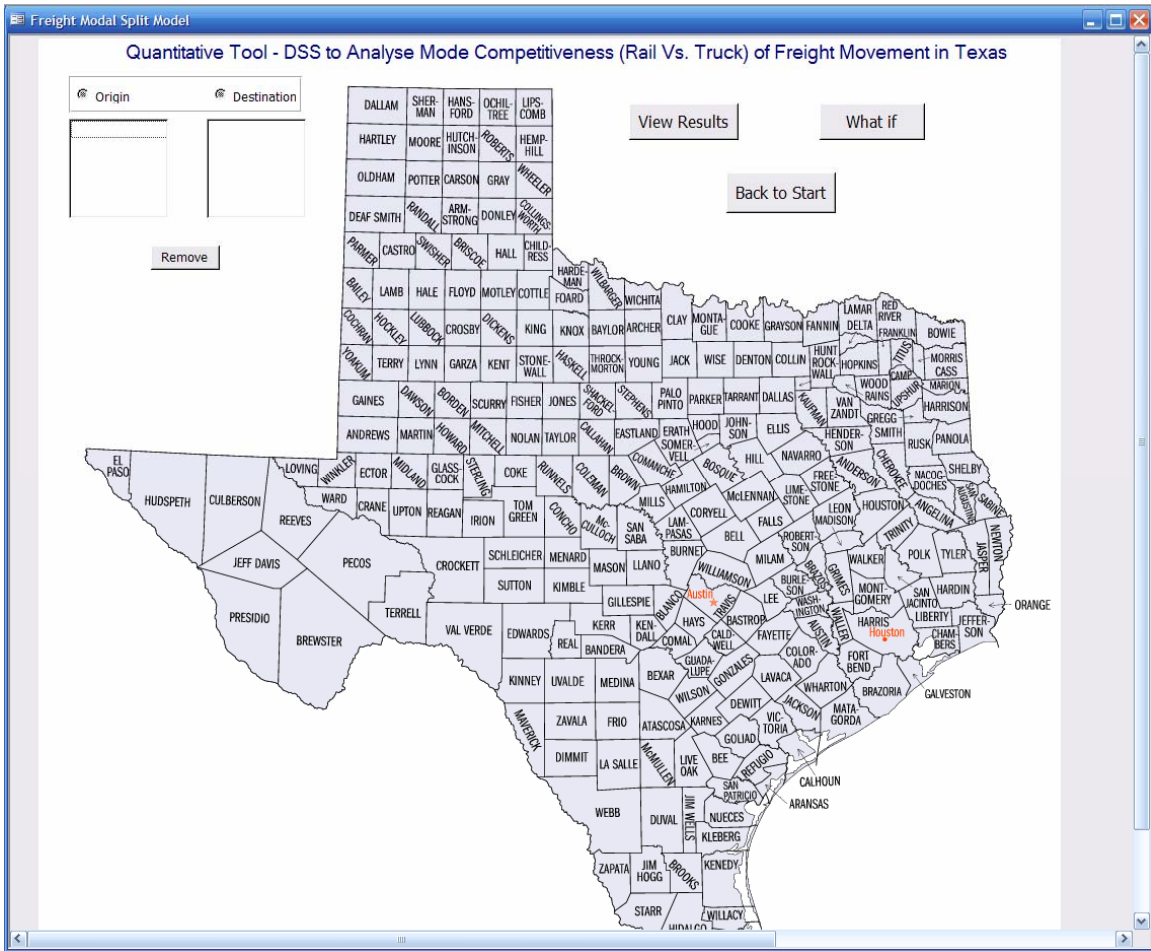 Freight Modal Split Model
Quantitative Tool - DSS to Analyse Mode Competitiveness (Rail Vs. Truck) of Freight Movement in Texas
Origin
Destination
View Results
What if
Back to Start
Remove
DALLAM
SHER-
MAN
HANS-
FORD
OCHIL-
TREE
LIPS-
COMB
HARTLEY
MOORE
HUTCH-
INSON
ROBERTS
HEMP-
HILL
OLDHAM
POTTER
CARSON
GRAY
WHEELER
DEAF SMITH
RANDALL
ARM-
STRONG
DONLEY
COLLINGS-
WORTH
PARMER
CASTRO
SWISHER
BRISCOE
HALL
CHILD-
RESS
HARDE-
MAN
BAILEY
LAMB
HALE
FLOYD
MOTLEY
COTTLE
FOARD
WILBARGER
WICHITA
COCHRAN
HOCKLEY
LUBBOCK
CROSBY
DICKENS
KING
KNOX
BAYLOR
ARCHER
CLAY
MONTA-
GUE
COOKE
GRAYSON
FANNIN
LAMAR
DELTA
RED
RIVER
FRANKLIN
BOWIE
YOAKUM
TERRY
LYNN
GARZA
KENT
STONE-
WALL
HASKELL
THROCK-
MORTON
YOUNG
JACK
WISE
DENTON
COLLIN
HUNT
ROCK-
WALL
HOPKINS
TITUS
MORRIS
CASS
CAMP
WOOD
RAINS
UPSHUR
MARION
GAINES
DAWSON
BORDEN
SCURRY
FISHER
JONES
SHACKEL-
FORD
STEPHENS
PALO
PINTO
PARKER
TARRANT
DALLAS
KAUFMAN
VAN
ZANDT
GREGG
HARRISON
ANDREWS
MARTIN
HOWARD
MITCHELL
NOLAN
TAYLOR
CALLAHAN
EASTLAND
ERATH
SOMER-
VELL
HOOD
JOHN-
SON
ELLIS
HENDER-
SON
SMITH
RUSK
PANOLA
EL
PASO
HUDSPETH
CULBERSON
LOVING
WINKLER
ECTOR
MIDLAND
GLASS-
COCK
STERLING
COKE
RUNNELS
COLEMAN
BROWN
COMANCHE
BOSQUE
HILL
NAVARRO
ANDERSON
CHEROKEE
NACOG-
DOCHES
SHELBY
SAN
AUGUSTINE
SABINE
REEVES
WARD
CRANE
UPTON
REAGAN
IRION
TOM
GREEN
CONCHO
Mc-
CULLOCH
SAN
SABA
MILLS
HAMILTON
LAM-
PASAS
CORYELL
McLENNAN
LIME-
STONE
FREE-
STONE
LEON
MADISON
HOUSTON
ANGELINA
TRINITY
BELL
FALLS
ROBERT-
SON
NEWTON
JASPER
JEFF DAVIS
PECOS
CROCKETT
SCHLEICHER
MENARD
MASON
LLANO
BURNET
WILLIAMSON
MILAM
BRAZOS
GRIMES
WALKER
POLK
TYLER
PRESIDIO
BREWSTER
TERRELL
SUTTON
KIMBLE
GILLESPIE
BLANCO
Austin
TRAVIS
LEE
BURLE-
SON
WASH-
INGTON
MONT-
GOMERY
SAN
JACINTO
HARDIN
LIBERTY
ORANGE
JEFFER-
SON
VAL VERDE
EDWARDS
REAL
KERR
BANDERA
KEN-
DALL
HAYS
COMAL
CALD-
WELL
BASTROP
FAYETTE
AUSTIN
WALLER
HARRIS
Houston
CHAM-
BERS
KINNEY
UVALDE
MEDINA
BEXAR
GUADA-
LUPE
GONZALES
COLOR-
ADO
FORT
BEND
BRAZORIA
GALVESTON
LAVACA
WHARTON
WILSON
DEWITT
JACKSON
MATA-
GORDA
MAVERICK
ZAVALA
FRIO
ATASCOSA
KARNES
GOLIAD
VIC-
TORIA
DIMMIT
LA SALLE
McMULLEN
LIVE
OAK
BEE
REFUGIO
CALHOUN
SAN
PATRICIO
ARANSAS
WEBB
DUVAL
JIM WELLS
NUECES
KLEBERG
ZAPATA
JIM
HOGG
BROOKS
KENEDY
STARR
WILLACY
HIDALGO